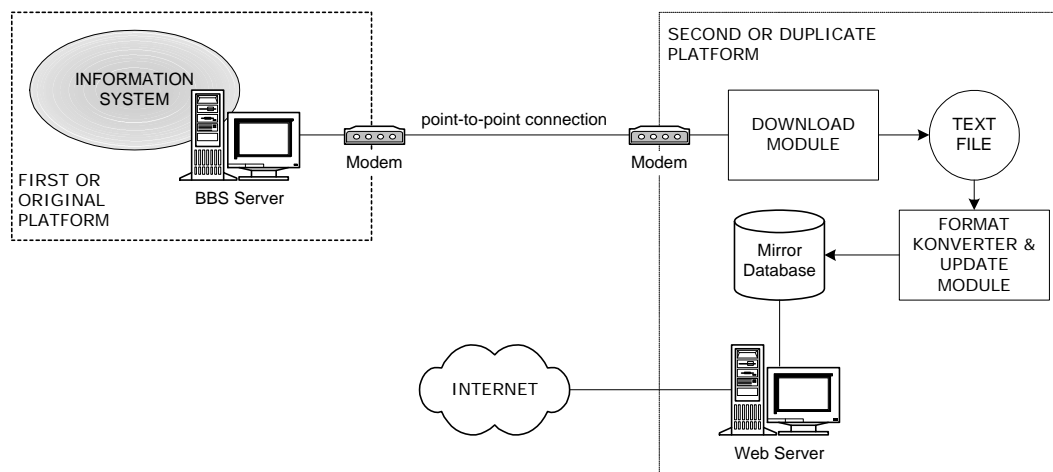 INFORMATION
SYSTEM
BBS Server
FIRST OR
ORIGINAL
PLATFORM
Modem
point-to-point connection
Modem
SECOND OR DUPLICATE
PLATFORM
DOWNLOAD
MODULE
TEXT
FILE
FORMAT
KONVERTER &
UPDATE
MODULE
Mirror
Database
INTERNET
Web Server